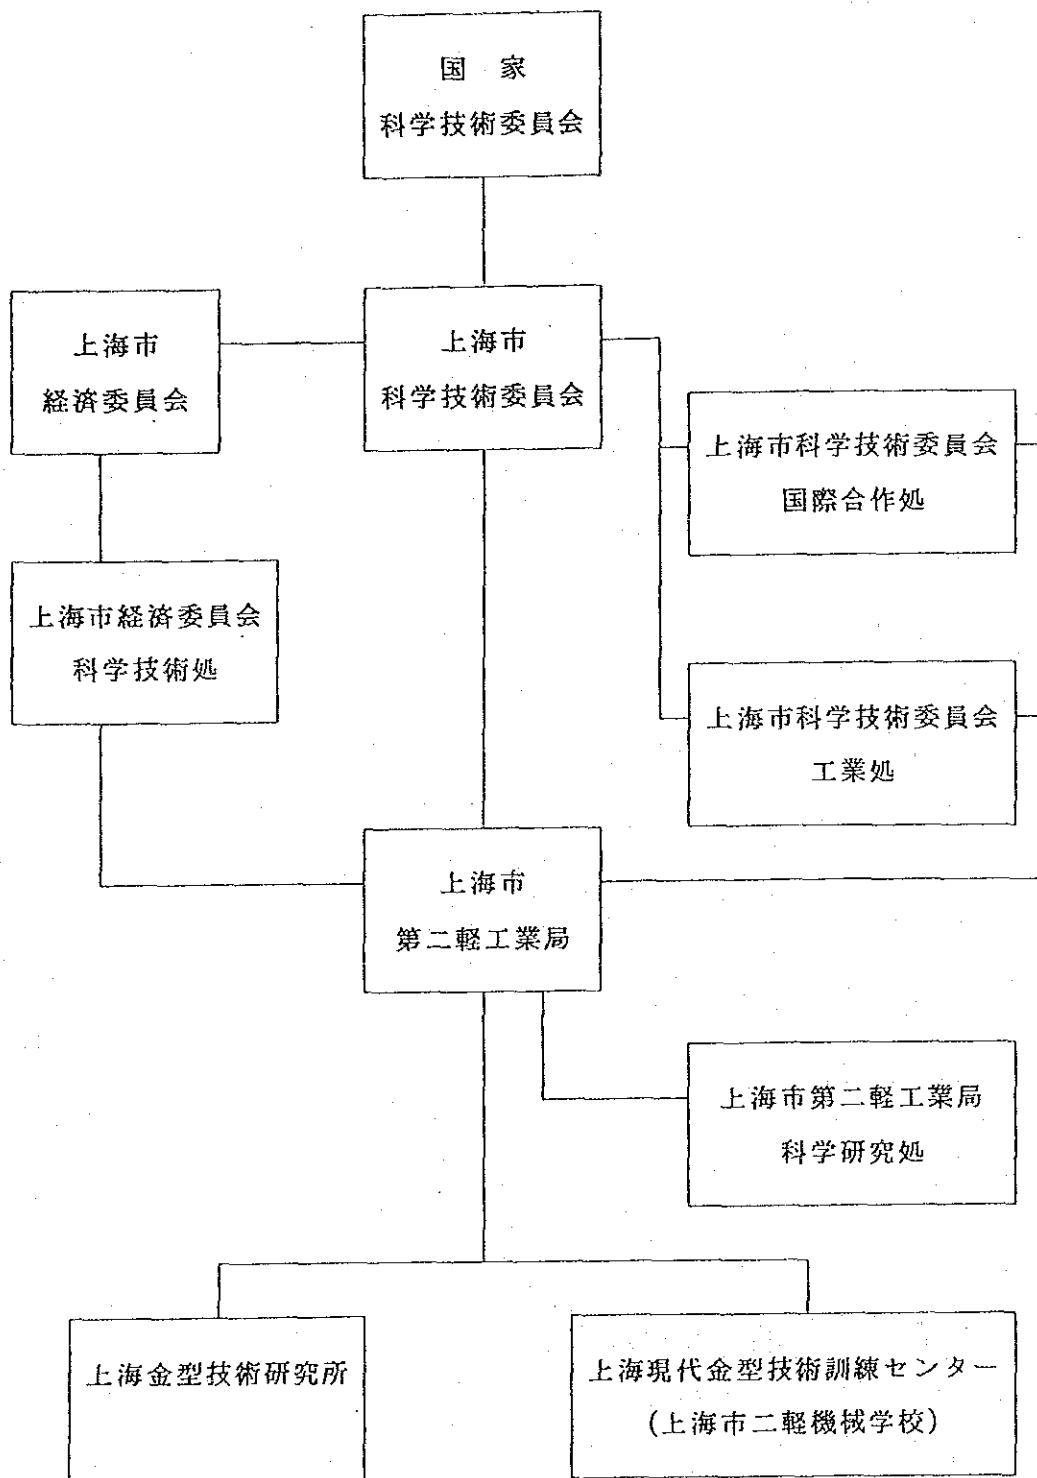 国 家
科学技術委員会
上海市
経済委員会
上海市
科学技術委員会
上海市科学技術委員会
国際合作処
上海市経済委員会
科学技術処
上海市科学技術委員会
工業処
上海市
第二軽工業局
上海市第二軽工業局
科学研究処
上海金型技術研究所
上海現代金型技術訓練センター
(上海市二軽機械学校)